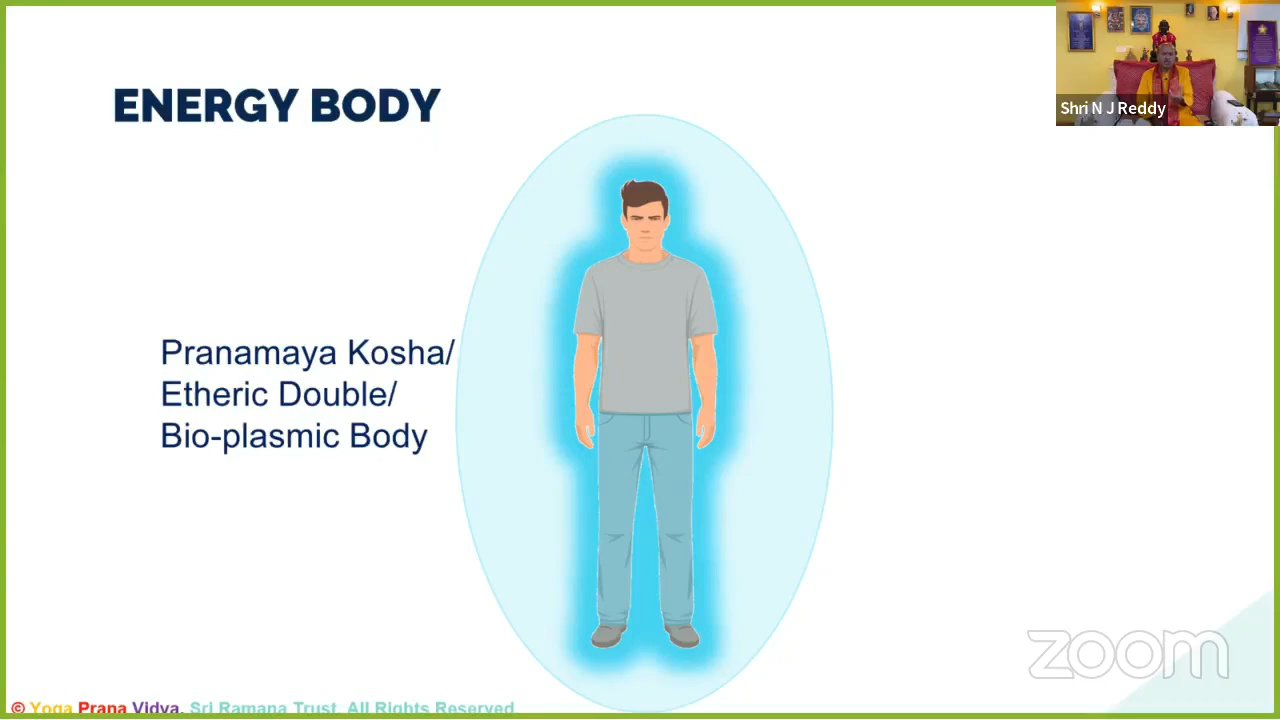 ENERGY BODY
Shri N J Reddy
Pranamaya Kosha/
Etheric Double/
Bio-plasmic Body
zoom
© Yoga Prana Vidya, Sri Ramana Trust, All Rights Reserved